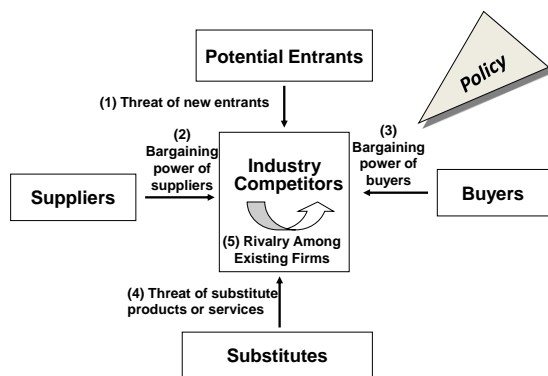 Potential Entrants
Policy
(1) Threat of new entrants
(2)
Bargaining
power of
suppliers
(3)
Bargaining
power of
buyers
Industry
Competitors
Suppliers
Buyers
(5) Rivalry Among
Existing Firms
(4) Threat of substitute
products or services
Substitutes